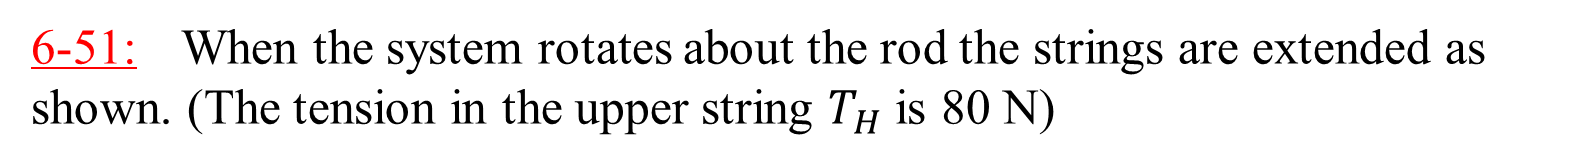 6-51: When the system rotates about the rod the strings are extended as
shown. (The tension in the upper string T_H is 80 N)